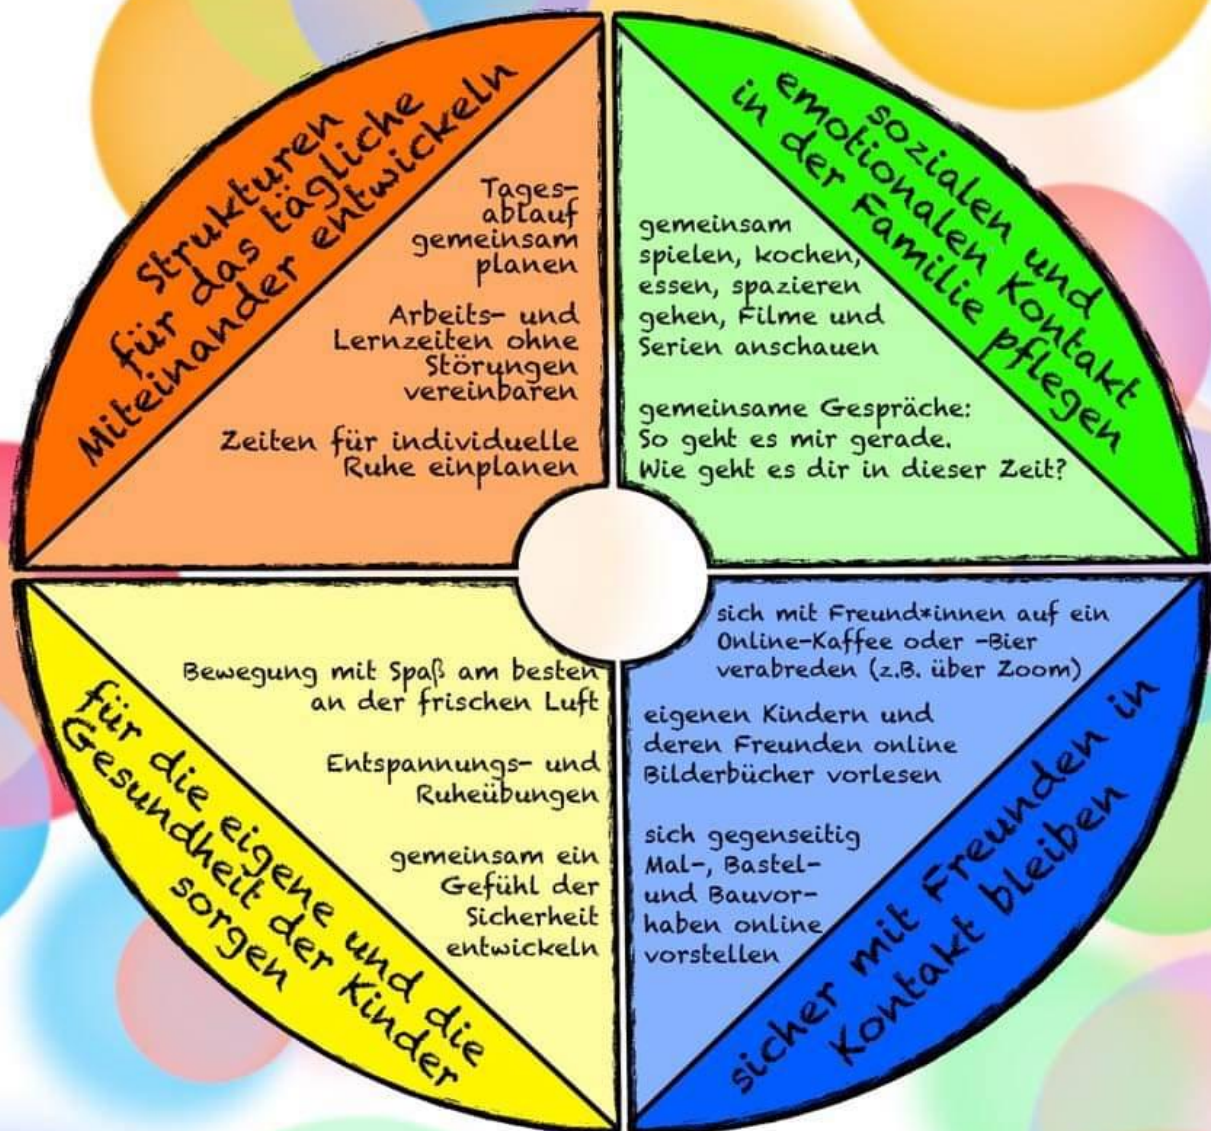 Strukturen
für das tägliche
Miteinander entwickeln
Tages-
ablauf
gemeinsam
planen
Arbeits- und
Lernzeiten ohne
Störungen
vereinbaren
Zeiten für individuelle
Ruhe einplanen
sozialen und
emotionalen Kontakt
in der Familie pflegen
gemeinsam
spielen, kochen,
essen, spazieren
gehen, Filme und
Serien anschauen
gemeinsame Gespräche:
So geht es mir gerade.
Wie geht es dir in dieser Zeit?
für die eigene und die
Gesundheit der Kinder
sorgen
Bewegung mit Spaß am besten
an der frischen Luft
Entspannungs- und
Ruheübungen
gemeinsam ein
Gefühl der
Sicherheit
entwickeln
sich mit Freund*innen auf ein
Online-Kaffee oder -Bier
verabreden (z.B. über Zoom)
eigenen Kindern und
deren Freunden online
Bilderbücher vorlesen
sich gegenseitig
Mal-, Bastel-
und Bauvor-
haben online
vorstellen
sicher mit Freunden in
Kontakt bleiben